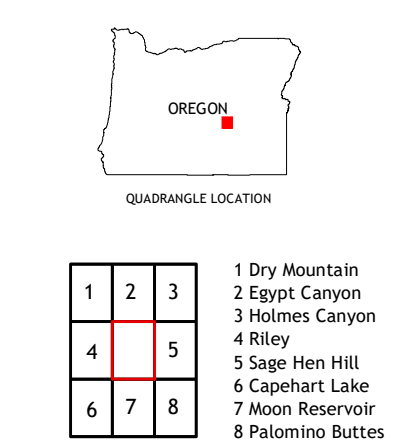 OREGON
QUADRANGLE LOCATION
1 2 3
4 5
6 7 8
1 Dry Mountain
2 Egypt Canyon
3 Holmes Canyon
4 Riley
5 Sage Hen Hill
6 Capehart Lake
7 Moon Reservoir
8 Palomino Buttes